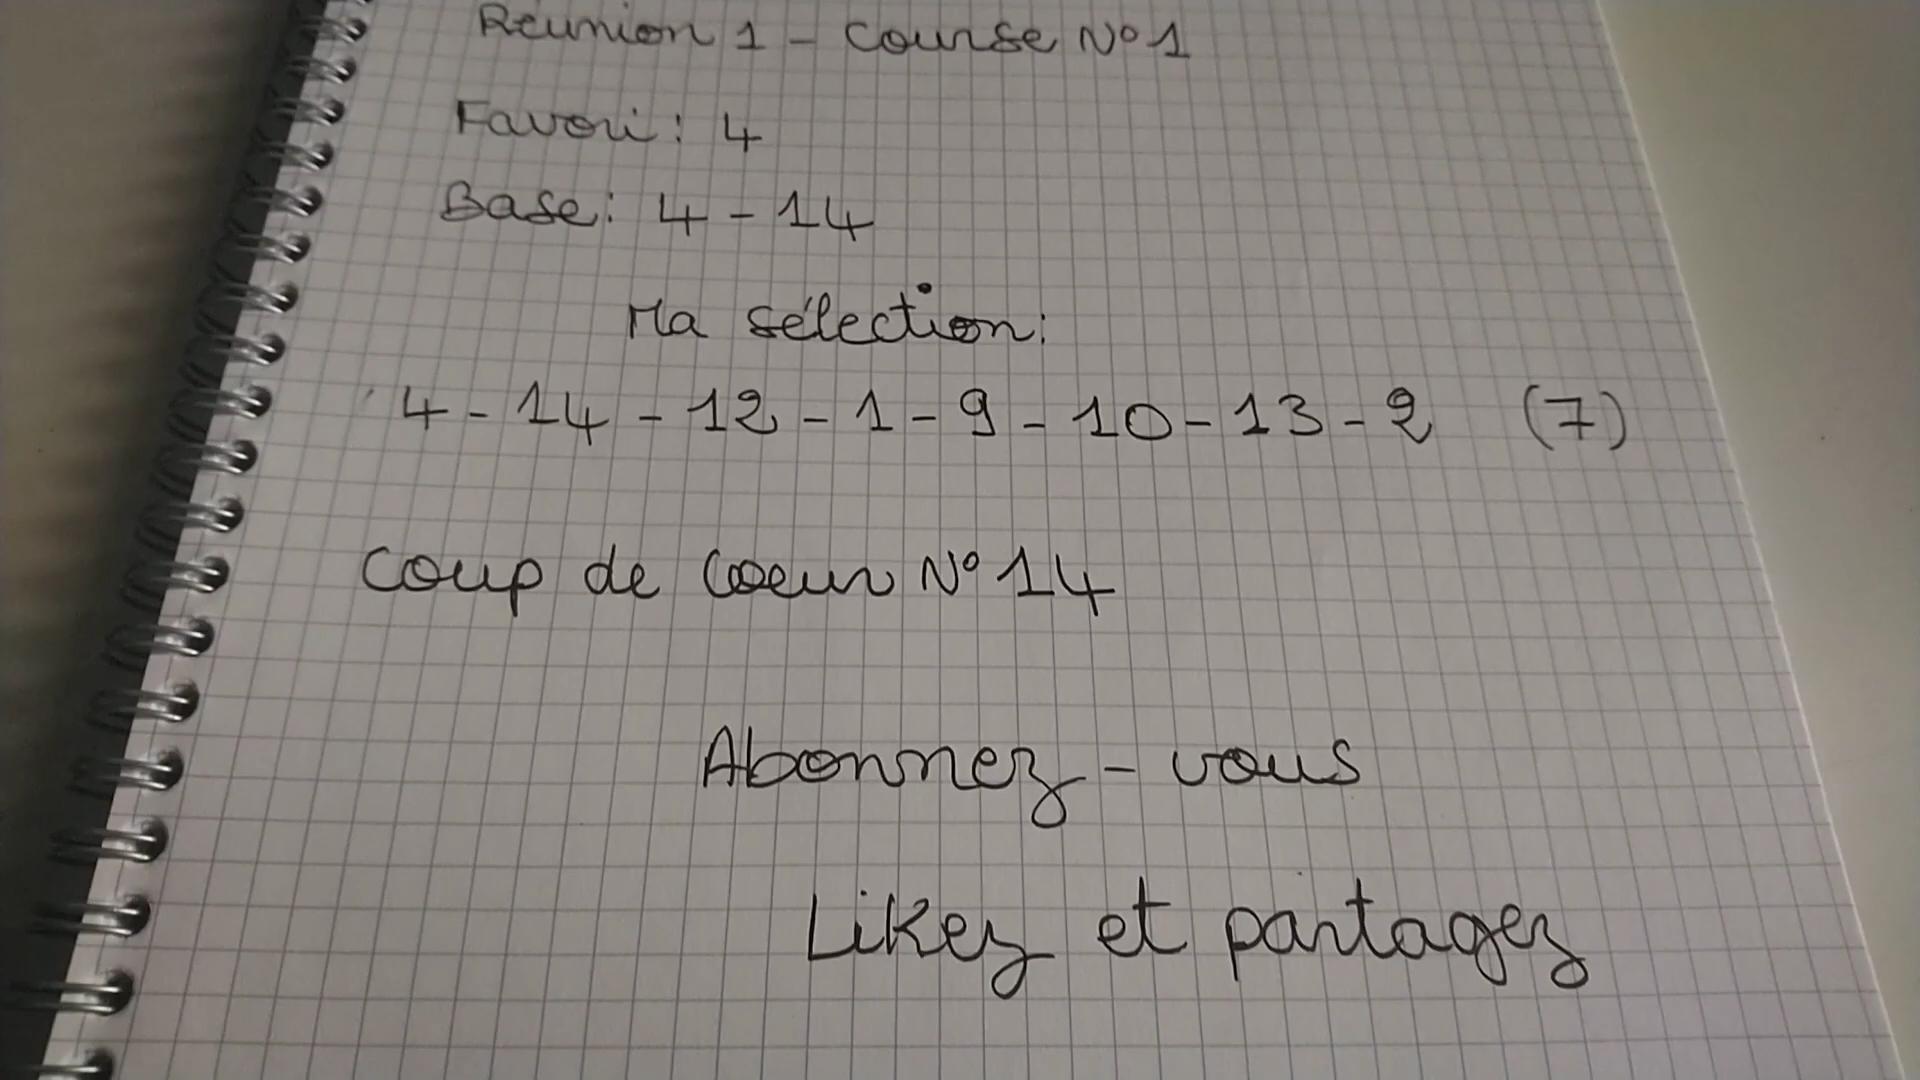 Réunion 1 - Course N° 1
Favori : 4
Base : 4 - 14
Ma sélection :
4 - 14 - 12 - 1 - 9 - 10 - 13 - 2 (7)
Coup de coeur N° 14
Abonnez - vous
Likez et partagez